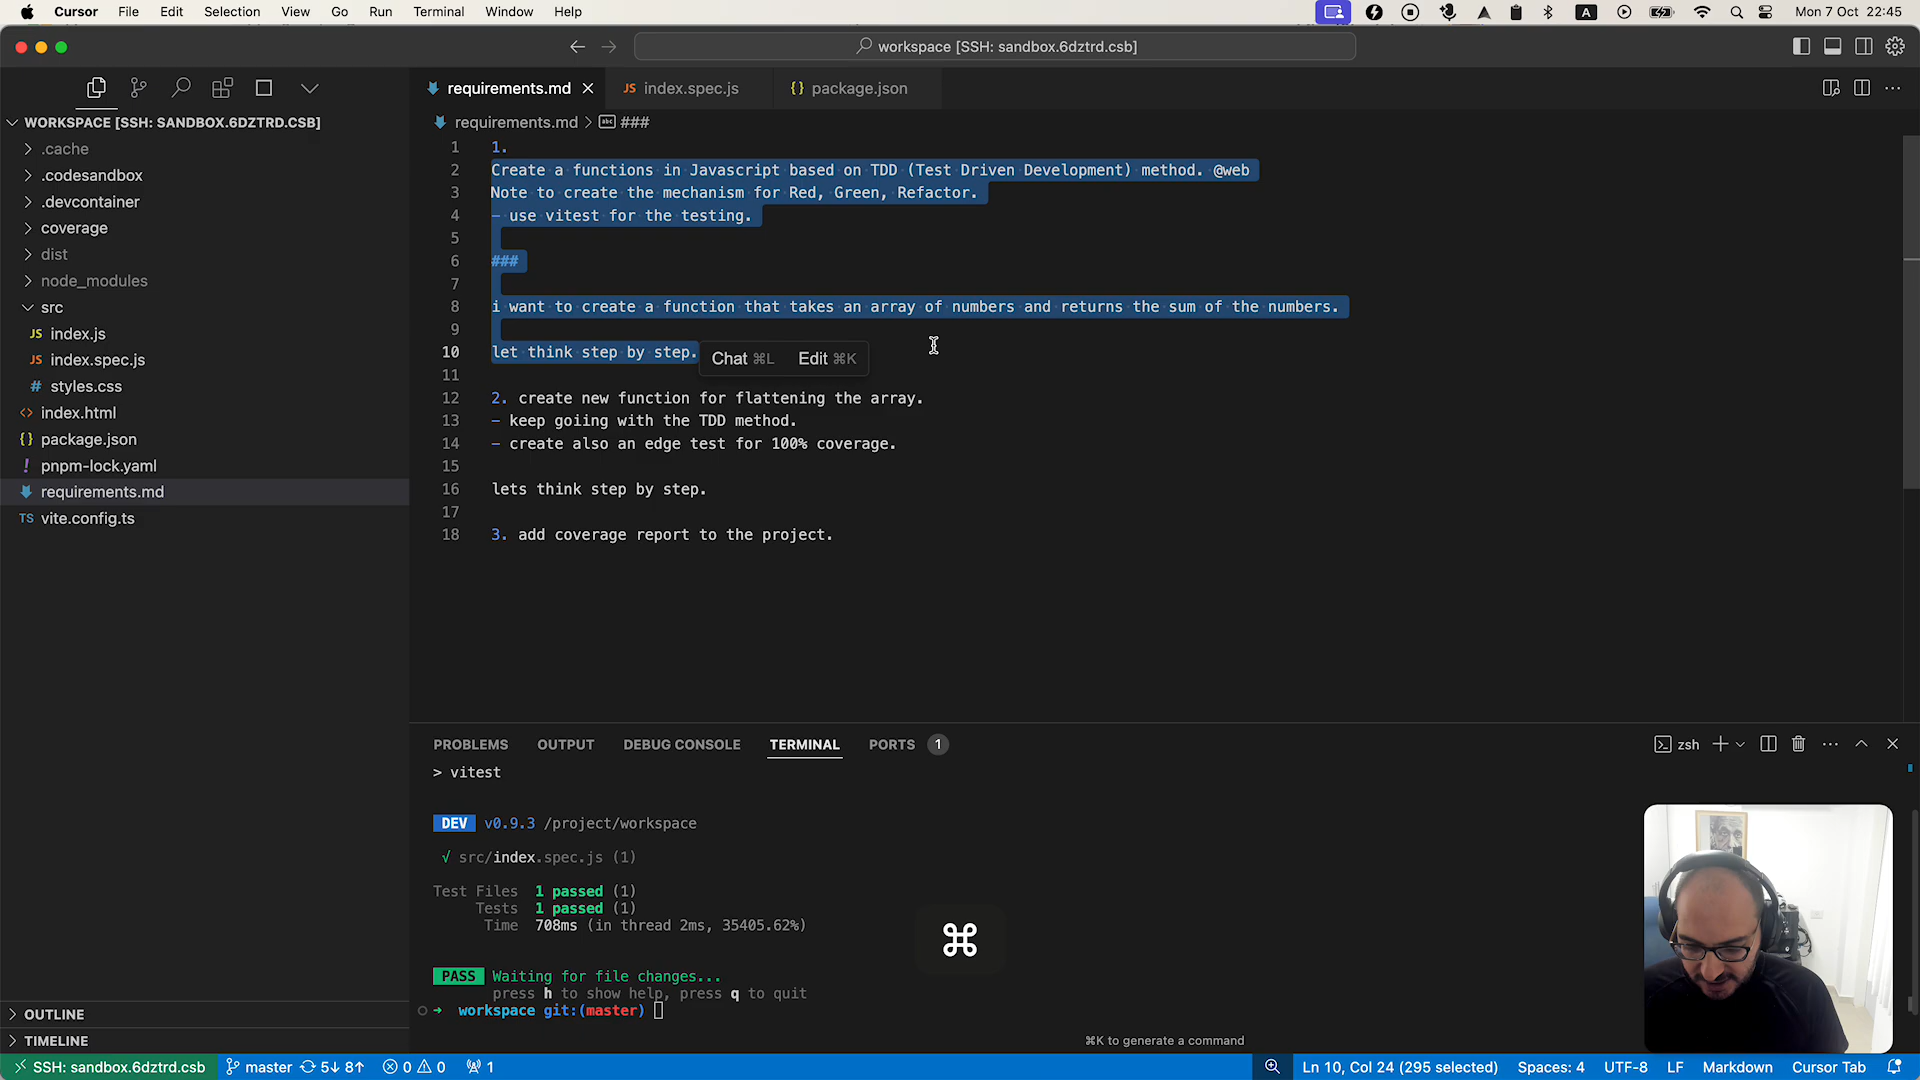 Cursor File Edit Selection View Go Run Terminal Window Help A Mon 7 Oct 22:45
workspace [SSH: sandbox.6dztrd.csb]
requirements.md JS index.spec.js {} package.json
WORKSPACE [SSH: SANDBOX.6DZTRD.CSB]
.cache
.codesandbox
.devcontainer
coverage
dist
node_modules
src
JS index.js
JS index.spec.js
# styles.css
<> index.html
{} package.json
! pnpm-lock.yaml
requirements.md
TS vite.config.ts
OUTLINE
TIMELINE
requirements.md > abc ###
1 1.
2 Create a functions in Javascript based on TDD (Test Driven Development) method. @web
3 Note to create the mechanism for Red, Green, Refactor.
4 - use vitest for the testing.
5
6 ###
7
8 i want to create a function that takes an array of numbers and returns the sum of the numbers.
9
10 let think step by step.
Chat ⌘L Edit ⌘K
11
12 2. create new function for flattening the array.
13 - keep goiing with the TDD method.
14 - create also an edge test for 100% coverage.
15
16 lets think step by step.
17
18 3. add coverage report to the project.
PROBLEMS OUTPUT DEBUG CONSOLE TERMINAL PORTS 1 zsh
> vitest
DEV v0.9.3 /project/workspace
√ src/index.spec.js (1)
Test Files 1 passed (1)
Tests 1 passed (1)
Time 708ms (in thread 2ms, 35405.62%)
⌘
PASS Waiting for file changes...
press h to show help, press q to quit
workspace git:(master)
⌘K to generate a command
SSH: sandbox.6dztrd.csb master 5↓ 8↑ 0 0 1 Ln 10, Col 24 (295 selected) Spaces: 4 UTF-8 LF Markdown Cursor Tab